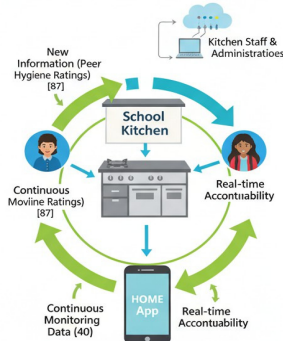 Kitchen Staff &
Administratioes
New
Information (Peer
Hygiene Ratings)
[87]
School
Kitchen
Continuous
Movline Ratings)
[87]
Real-time
Accontuability
HOME
App
Continuous
Monitoring
Data (40)
Real-time
Accontuability